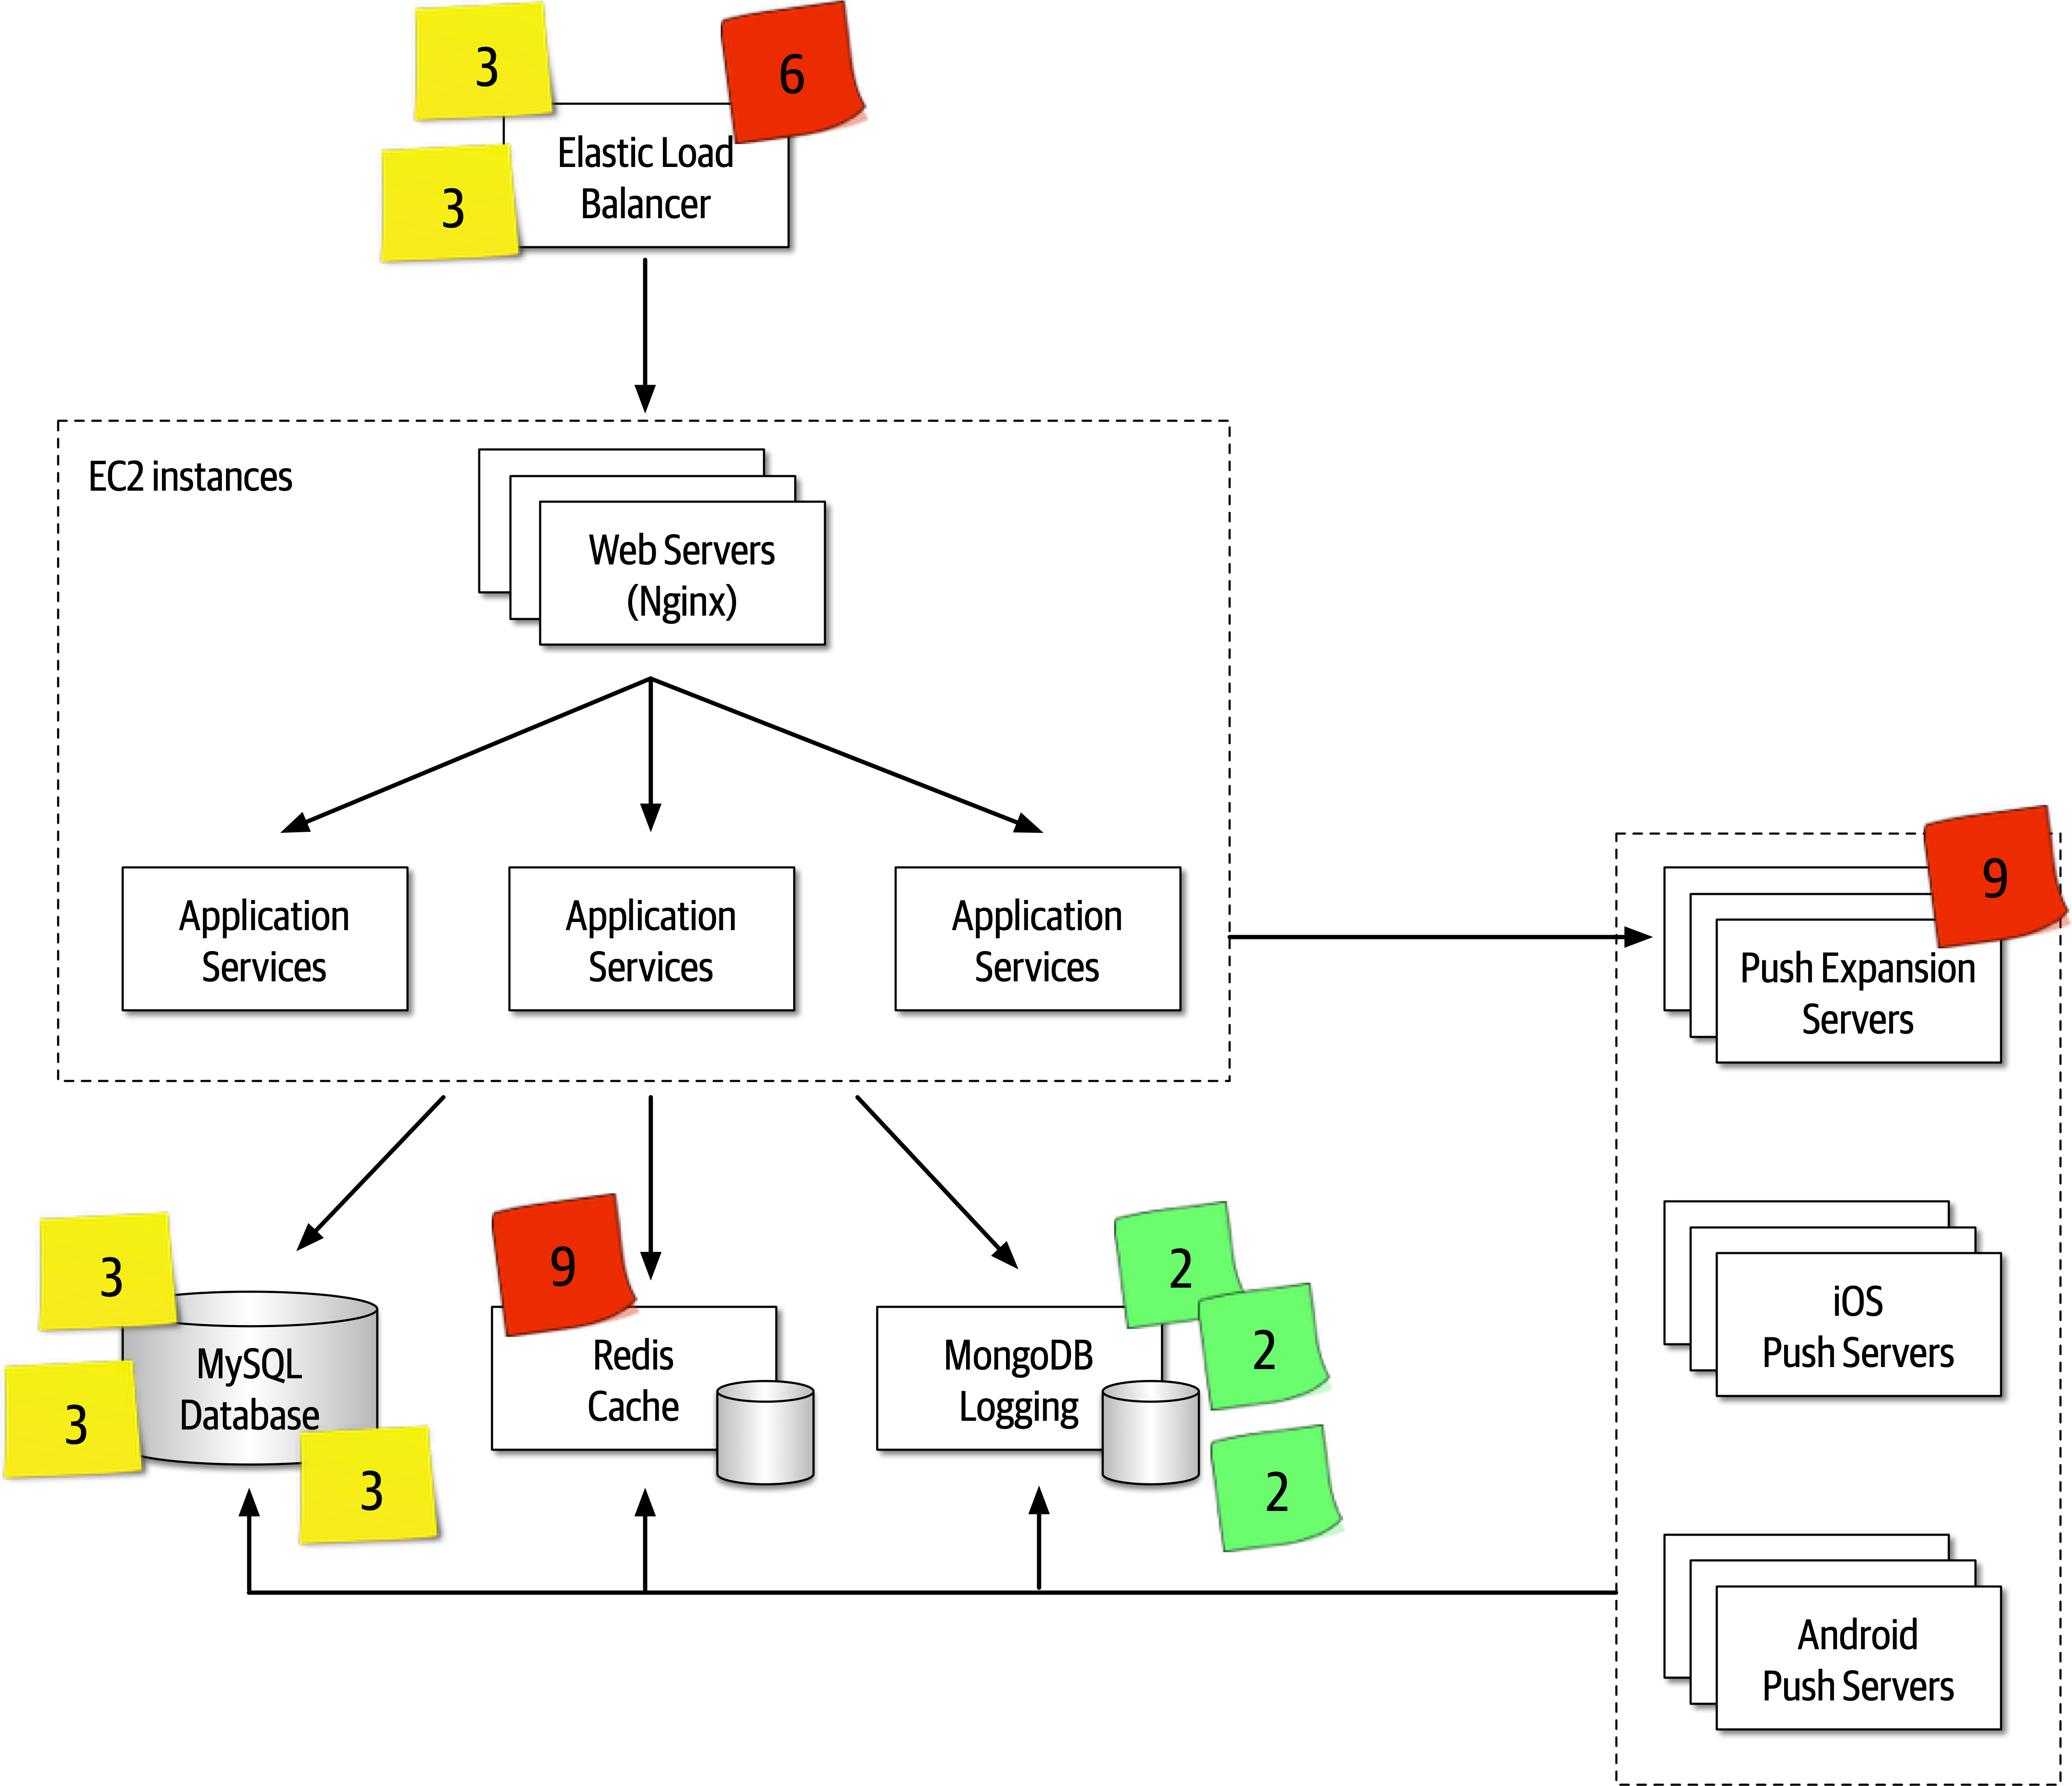 3
6
Elastic Load
Balancer
3
EC2 instances
Web Servers
(Nginx)
Application
Services
Application
Services
Application
Services
9
Push Expansion
Servers
3
MySQL
Database
3
3
9
Redis
Cache
2
MongoDB
Logging
2
2
iOS
Push Servers
Android
Push Servers